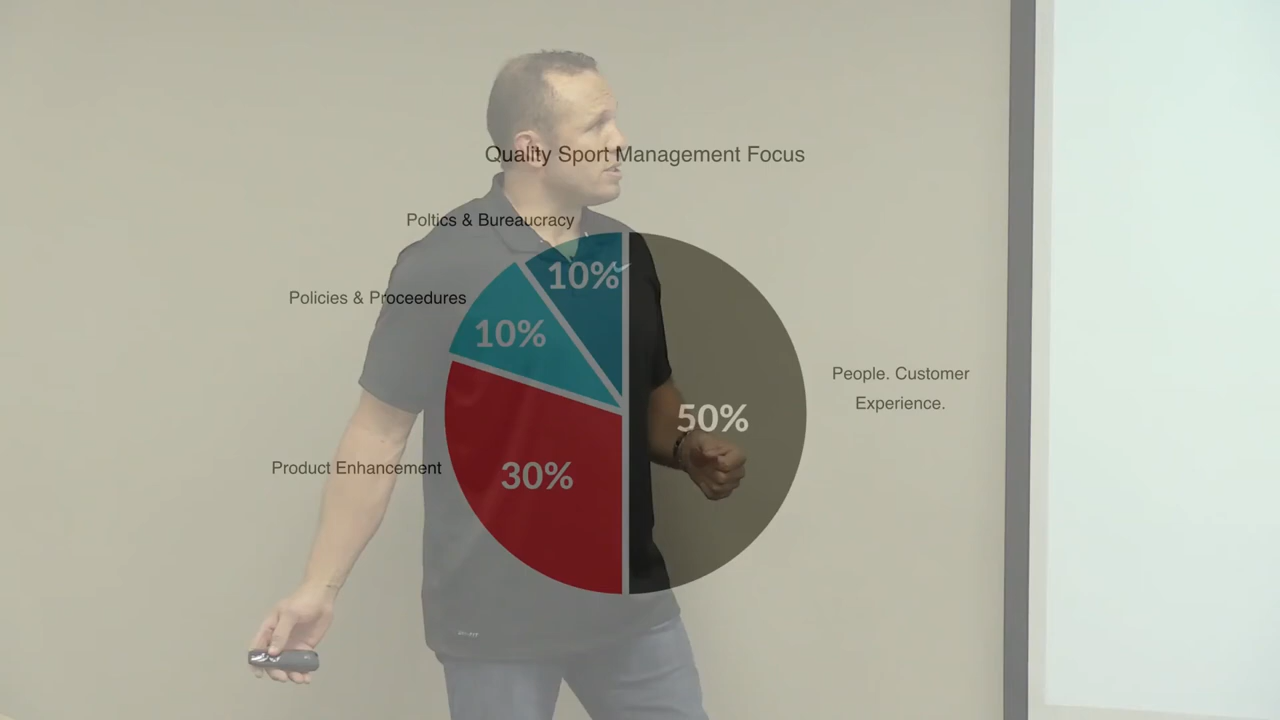 Quality Sport Management Focus
Poltics & Bureaucracy
10%
Policies & Proceedures
10%
People. Customer
Experience.
50%
Product Enhancement
30%